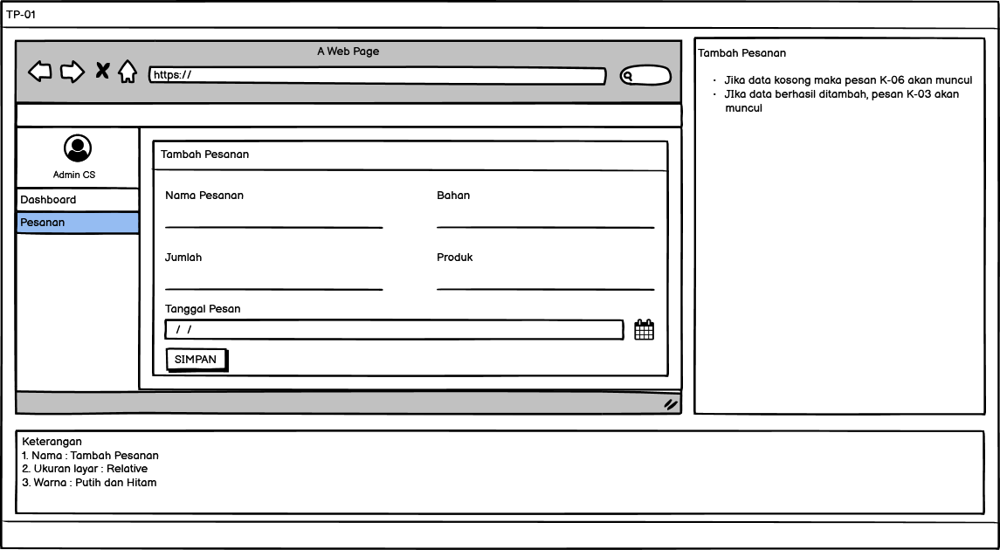 TP-01
A Web Page
https://
Admin CS
Dashboard
Pesanan
Tambah Pesanan
Nama Pesanan
Bahan
Jumlah
Produk
Tanggal Pesan
/ /
SIMPAN
Tambah Pesanan
· Jika data kosong maka pesan K-06 akan muncul
· JIka data berhasil ditambah, pesan K-03 akan
muncul
Keterangan
1. Nama : Tambah Pesanan
2. Ukuran layar : Relative
3. Warna : Putih dan Hitam